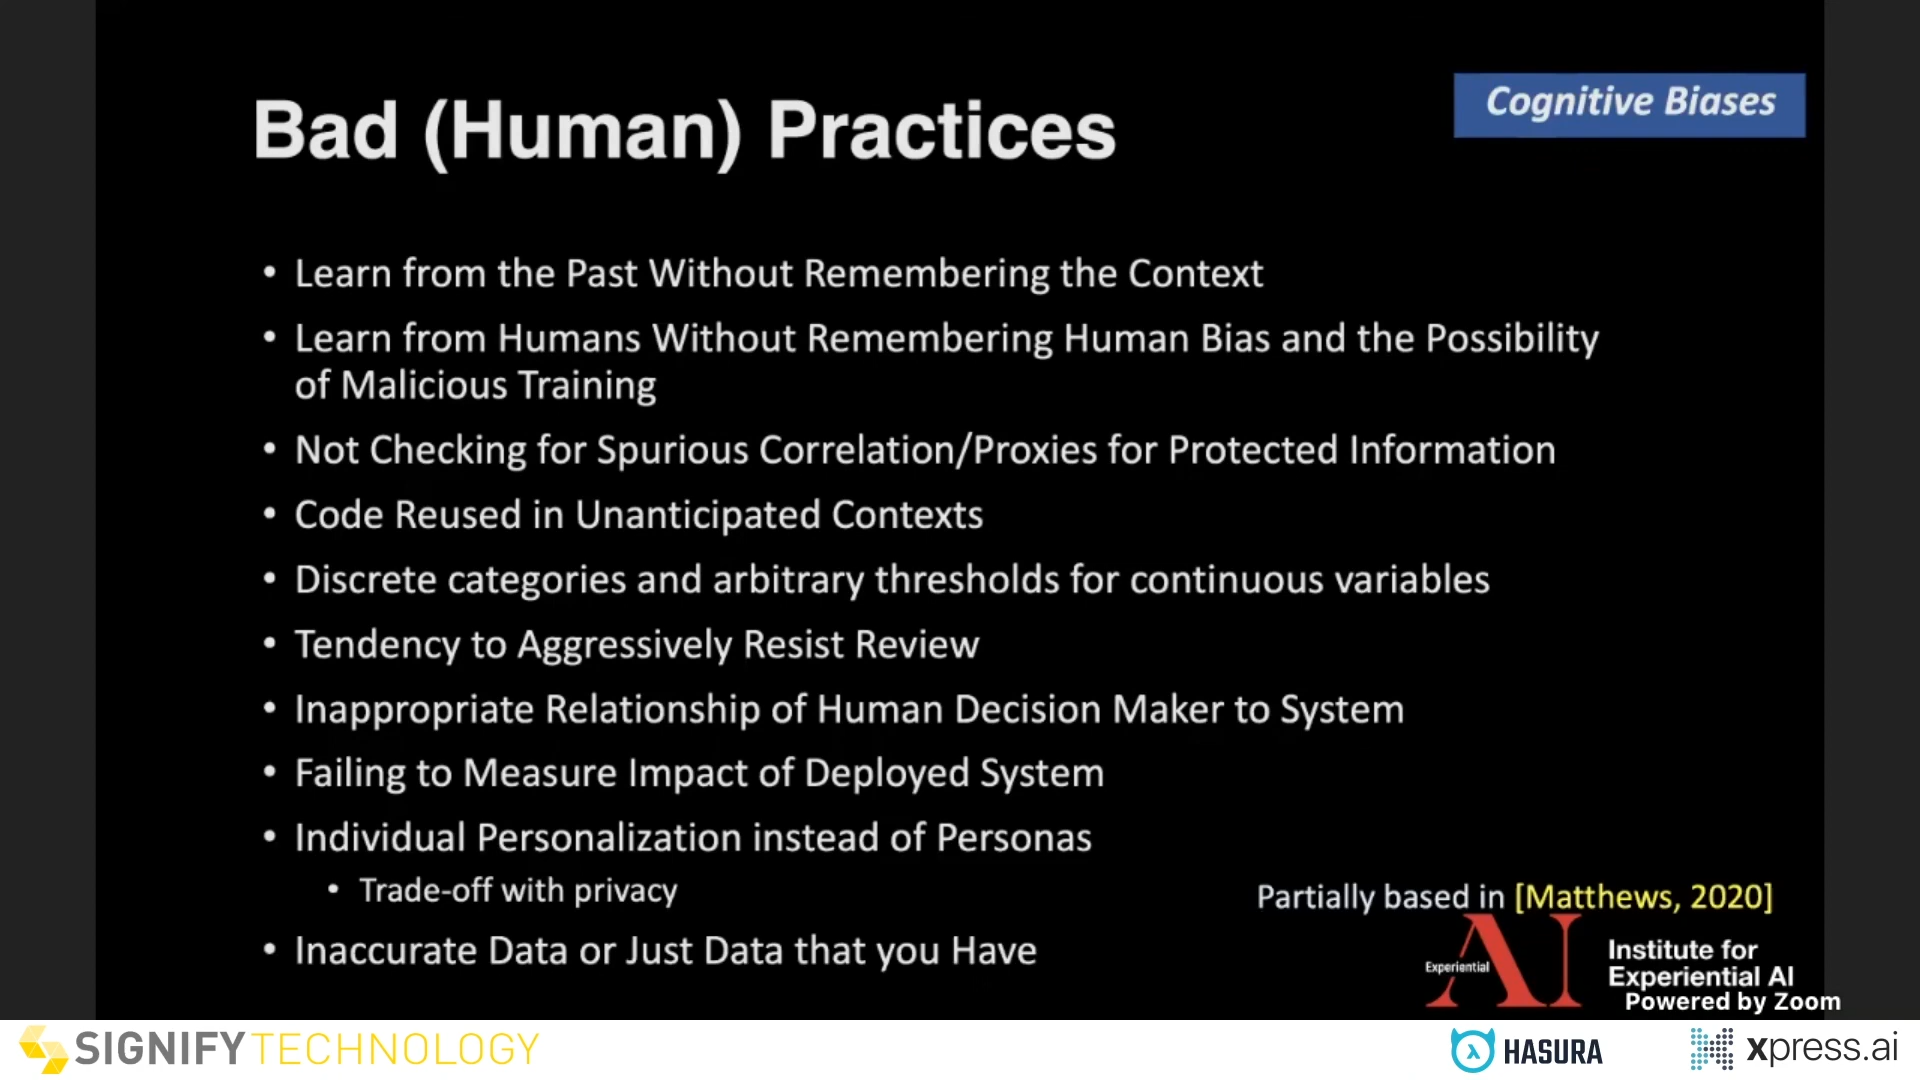 Cognitive Biases
Bad (Human) Practices
• Learn from the Past Without Remembering the Context
• Learn from Humans Without Remembering Human Bias and the Possibility
of Malicious Training
• Not Checking for Spurious Correlation/Proxies for Protected Information
• Code Reused in Unanticipated Contexts
• Discrete categories and arbitrary thresholds for continuous variables
• Tendency to Aggressively Resist Review
• Inappropriate Relationship of Human Decision Maker to System
• Failing to Measure Impact of Deployed System
• Individual Personalization instead of Personas
• Trade-off with privacy
• Inaccurate Data or Just Data that you Have
Partially based in [Matthews, 2020]
Experiential AI
Institute for
Experiential AI
Powered by Zoom
SIGNIFY TECHNOLOGY
HASURA
xpress.ai